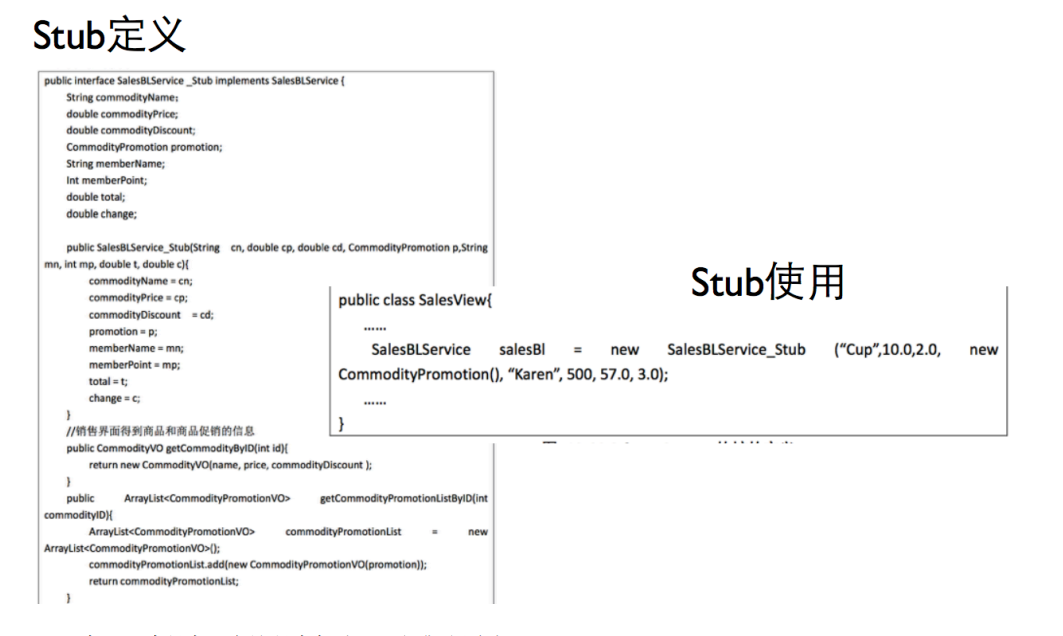 Stub定义
public interface SalesBLService _Stub implements SalesBLService {
String commodityName;
double commodityPrice;
double commodityDiscount;
CommodityPromotion promotion;
String memberName;
Int memberPoint;
double total;
double change;
public SalesBLService_Stub(String cn, double cp, double cd, CommodityPromotion p,String
mn, int mp, double t, double c){
commodityName = cn;
commodityPrice = cp;
commodityDiscount = cd;
promotion = p;
memberName = mn;
memberPoint = mp;
total = t;
change = c;
}
//销售界面得到商品和商品促销的信息
public CommodityVO getCommodityByID(int id){
return new CommodityVO(name, price, commodityDiscount );
}
public ArrayList<CommodityPromotionVO> getCommodityPromotionListByID(int
commodityID){
ArrayList<CommodityPromotionVO> commodityPromotionList = new
ArrayList<CommodityPromotionVO>();
commodityPromotionList.add(new CommodityPromotionVO(promotion));
return commodityPromotionList;
}
Stub使用
public class SalesView{
......
SalesBLService salesBl = new SalesBLService_Stub (“Cup”,10.0,2.0, new
CommodityPromotion(), “Karen”, 500, 57.0, 3.0);
......
}